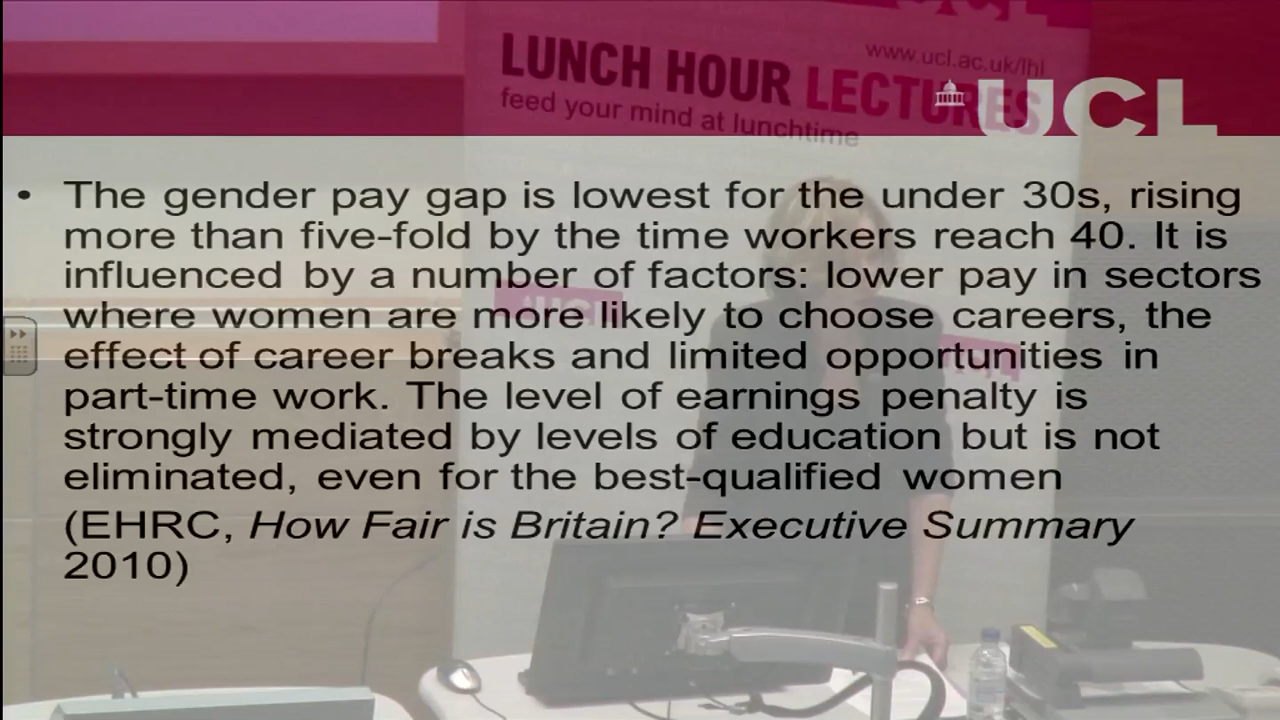 www.ucl.ac.uk/lhl
LUNCH HOUR LECTURES
feed your mind at lunchtime
UCL
• The gender pay gap is lowest for the under 30s, rising
more than five-fold by the time workers reach 40. It is
influenced by a number of factors: lower pay in sectors
where women are more likely to choose careers, the
effect of career breaks and limited opportunities in
part-time work. The level of earnings penalty is
strongly mediated by levels of education but is not
eliminated, even for the best-qualified women
(EHRC, How Fair is Britain? Executive Summary
2010)
UCL